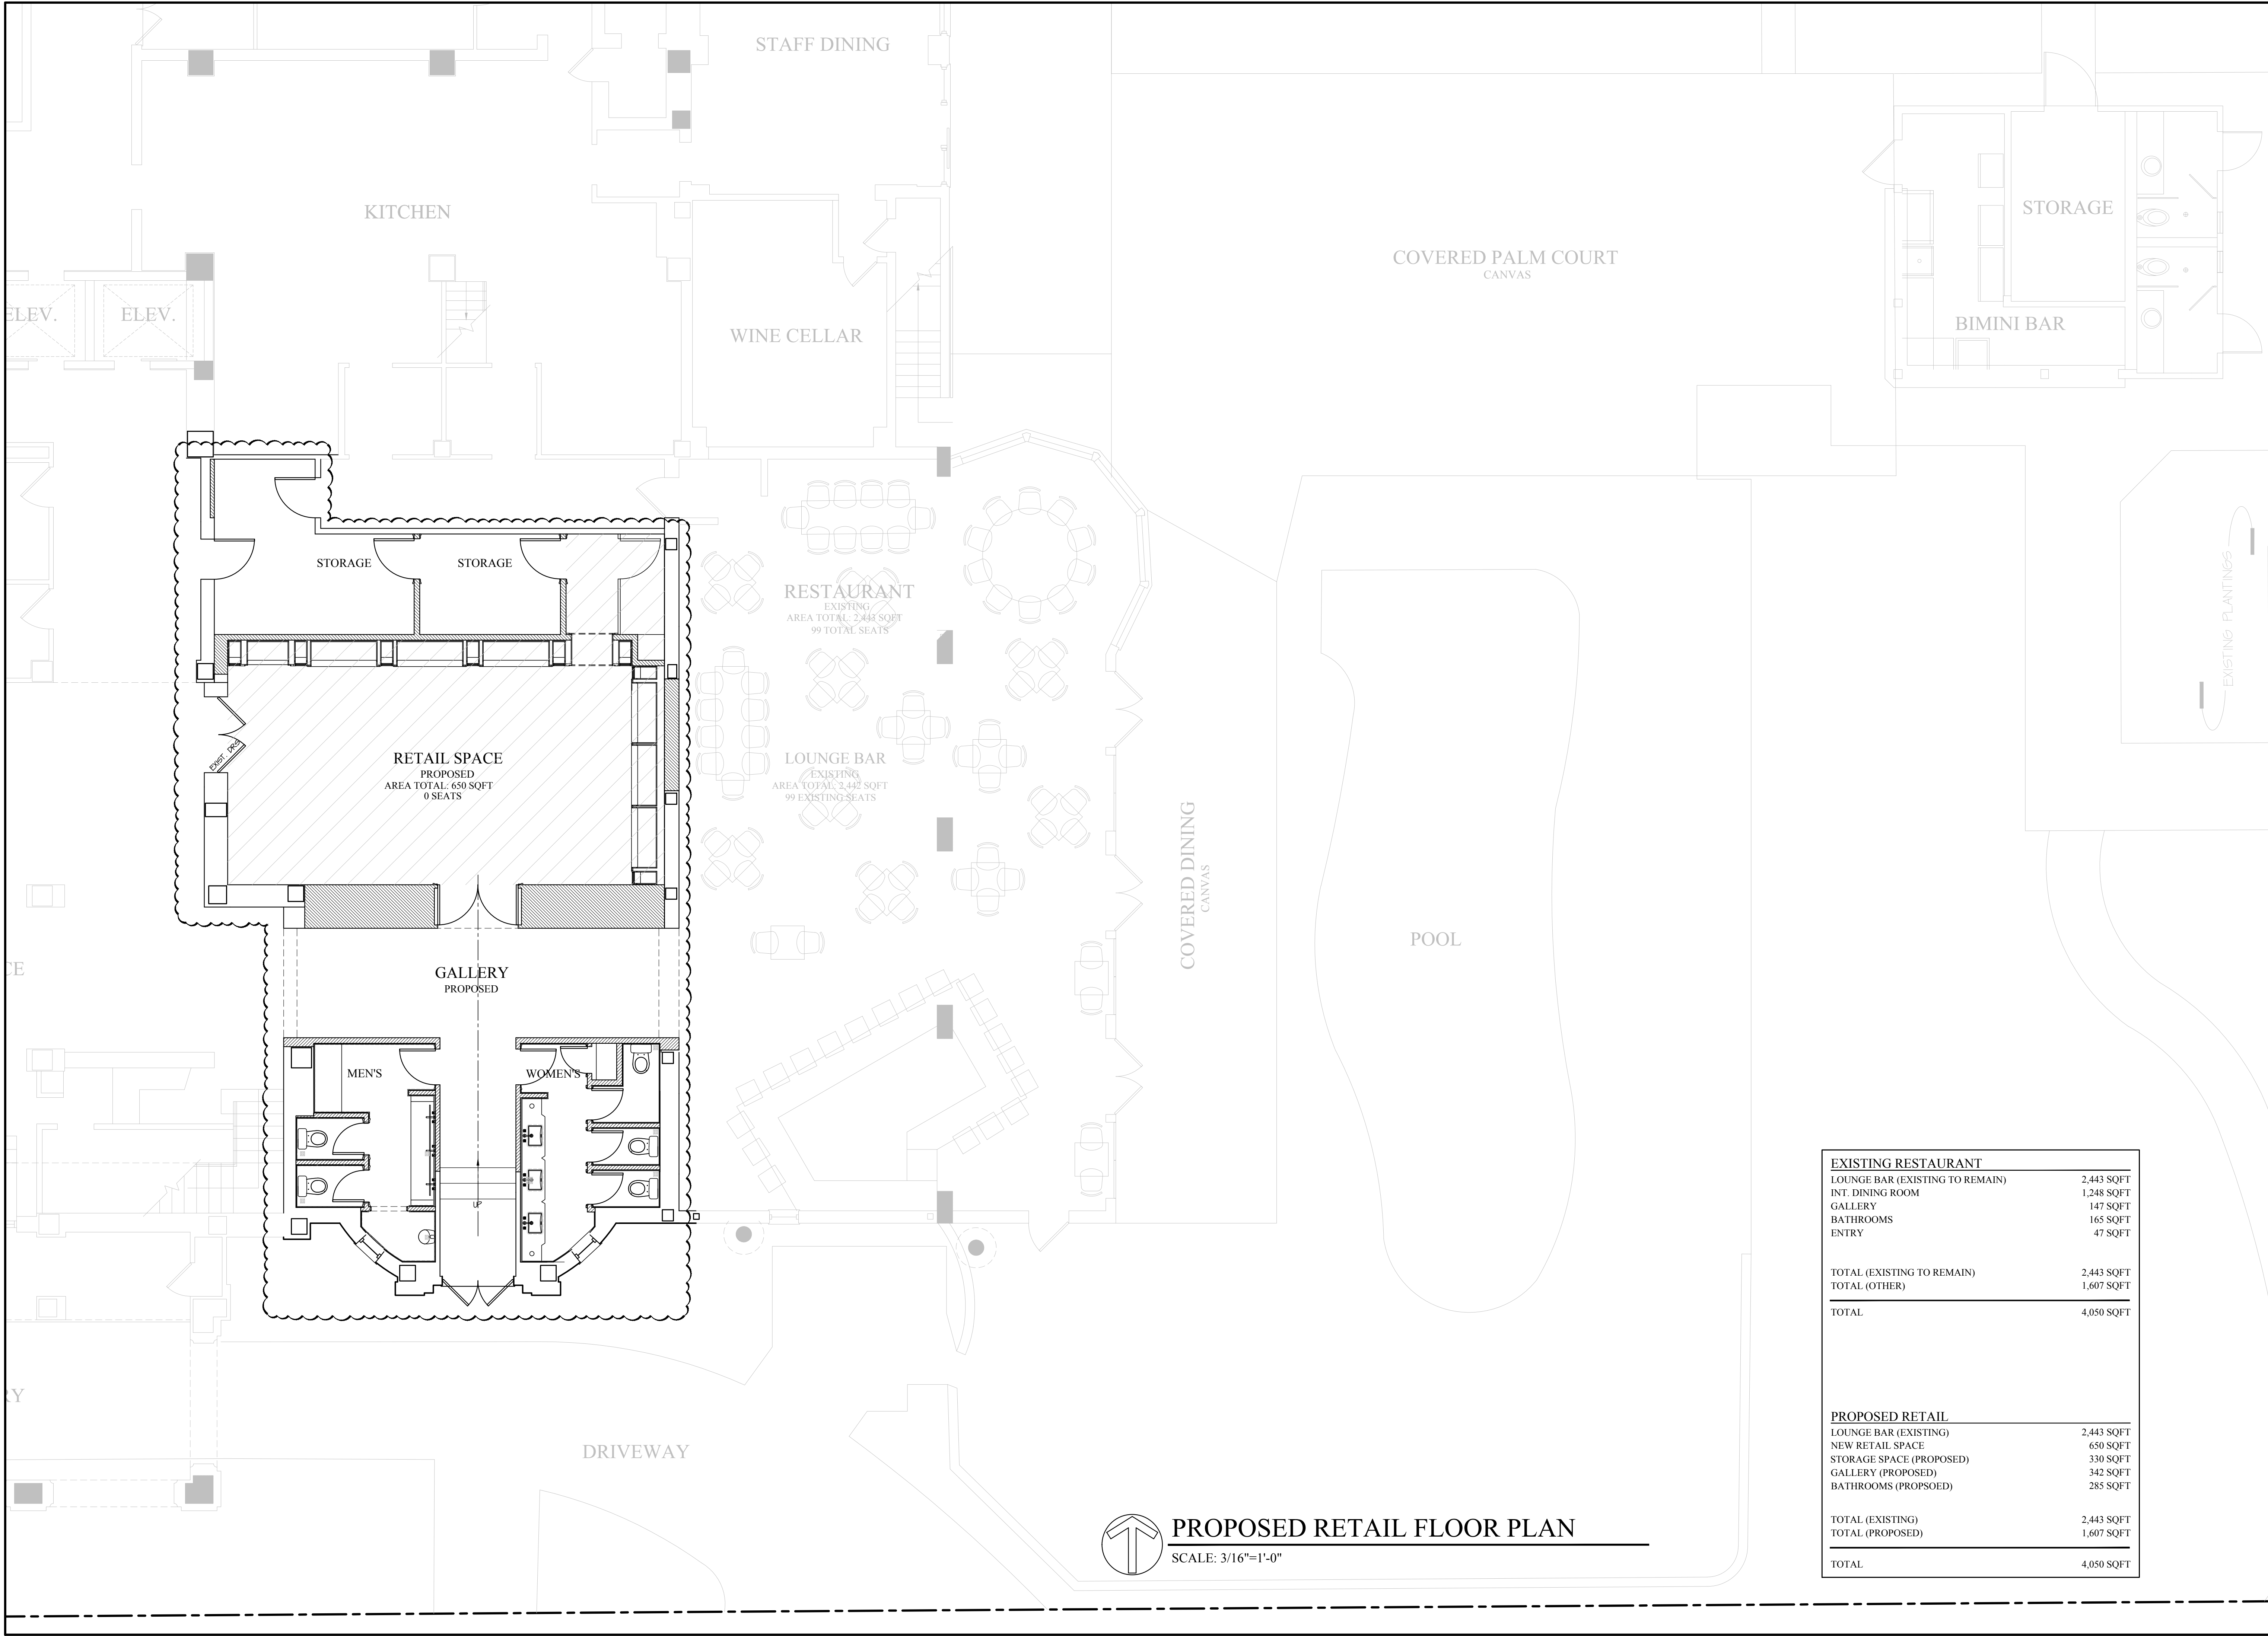 STAFF DINING
KITCHEN
STORAGE
COVERED PALM COURT
CANVAS
ELEV.
ELEV.
WINE CELLAR
BIMINI BAR
EXISTING PLANTINGS
STORAGE
STORAGE
RESTAURANT
EXISTING
AREA TOTAL: 2,443 SQFT
99 TOTAL SEATS
RETAIL SPACE
PROPOSED
AREA TOTAL: 650 SQFT
0 SEATS
EXIST DRS
LOUNGE BAR
EXISTING
AREA TOTAL: 2,442 SQFT
99 EXISTING SEATS
COVERED DINING
CANVAS
POOL
CE
GALLERY
PROPOSED
MEN'S
WOMEN'S
UP
RY
DRIVEWAY
EXISTING RESTAURANT
LOUNGE BAR (EXISTING TO REMAIN) 2,443 SQFT
INT. DINING ROOM 1,248 SQFT
GALLERY 147 SQFT
BATHROOMS 165 SQFT
ENTRY 47 SQFT
TOTAL (EXISTING TO REMAIN) 2,443 SQFT
TOTAL (OTHER) 1,607 SQFT
TOTAL 4,050 SQFT
PROPOSED RETAIL
LOUNGE BAR (EXISTING) 2,443 SQFT
NEW RETAIL SPACE 650 SQFT
STORAGE SPACE (PROPOSED) 330 SQFT
GALLERY (PROPOSED) 342 SQFT
BATHROOMS (PROPSOED) 285 SQFT
TOTAL (EXISTING) 2,443 SQFT
TOTAL (PROPOSED) 1,607 SQFT
TOTAL 4,050 SQFT
PROPOSED RETAIL FLOOR PLAN
SCALE: 3/16"=1'-0"